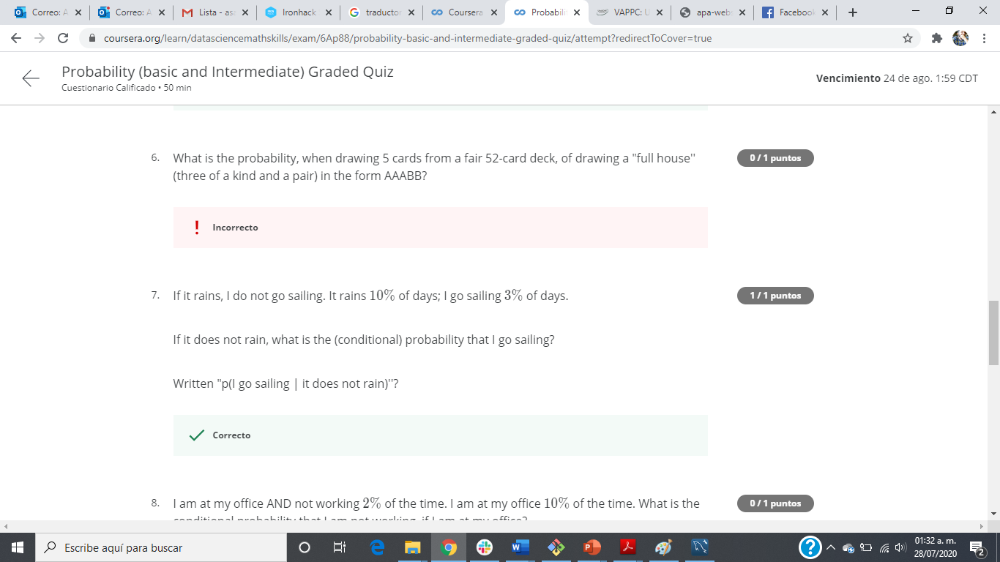 Correo: A
Correo: A
Lista - asa
Ironhack
traductor
Coursera
Probabili
VAPPC: U
apa-webs
Facebook
coursera.org/learn/datasciencemathskills/exam/6Ap88/probability-basic-and-intermediate-graded-quiz/attempt?redirectToCover=true
Probability (basic and Intermediate) Graded Quiz
Cuestionario Calificado • 50 min
Vencimiento 24 de ago. 1:59 CDT
6. What is the probability, when drawing 5 cards from a fair 52-card deck, of drawing a "full house''
(three of a kind and a pair) in the form AAABB?
0 / 1 puntos
! Incorrecto
7. If it rains, I do not go sailing. It rains 10% of days; I go sailing 3% of days.
1 / 1 puntos
If it does not rain, what is the (conditional) probability that I go sailing?
Written "p(I go sailing | it does not rain)''?
Correcto
8. I am at my office AND not working 2% of the time. I am at my office 10% of the time. What is the
conditional probability that I am not working, if I am at my office?
0 / 1 puntos
Escribe aquí para buscar
01:32 a. m.
28/07/2020
2